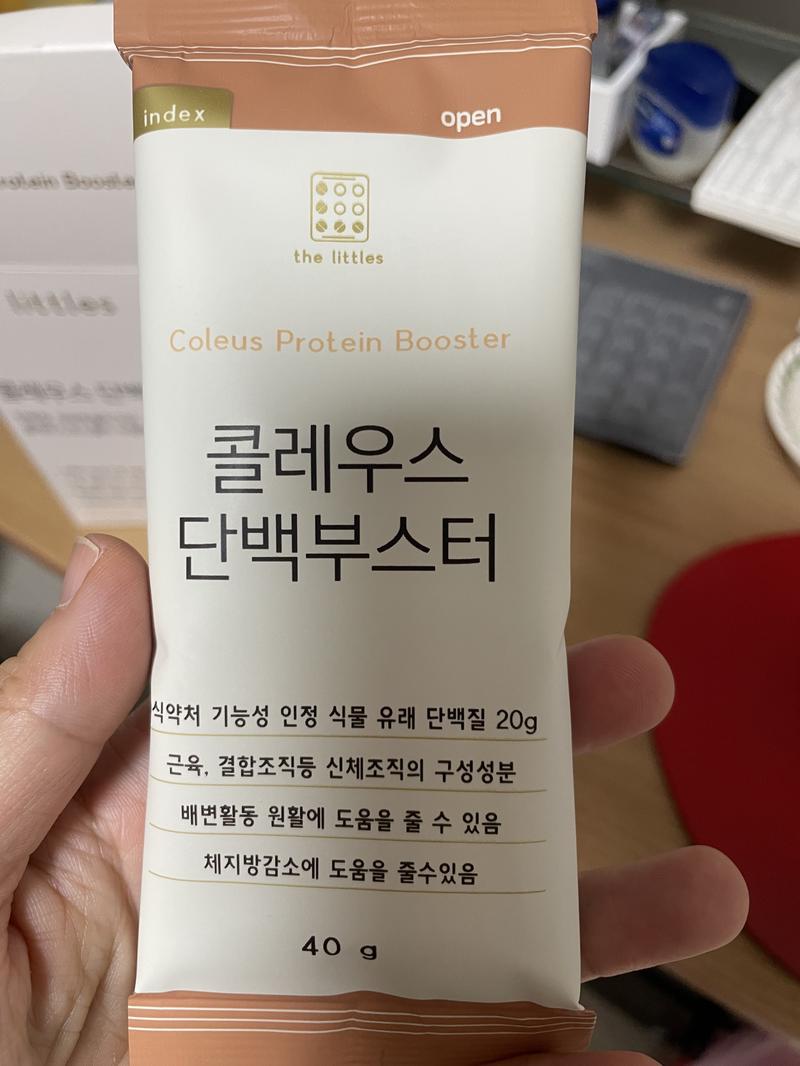 index
open
the littles
Coleus Protein Booster
콜레우스
단백부스터
식약처 기능성 인정 식물 유래 단백질 20g
근육, 결합조직등 신체조직의 구성성분
배변활동 원활에 도움을 줄 수 있음
체지방감소에 도움을 줄수있음
40 g
rotein Booster
littles